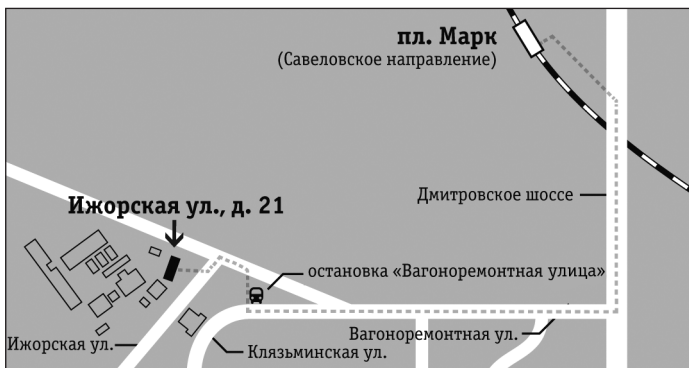 пл. Марк
(Савеловское направление)
Дмитровское шоссе
Ижорская ул., д. 21
остановка «Вагоноремонтная улица»
Вагоноремонтная ул.
Ижорская ул.
Клязьминская ул.